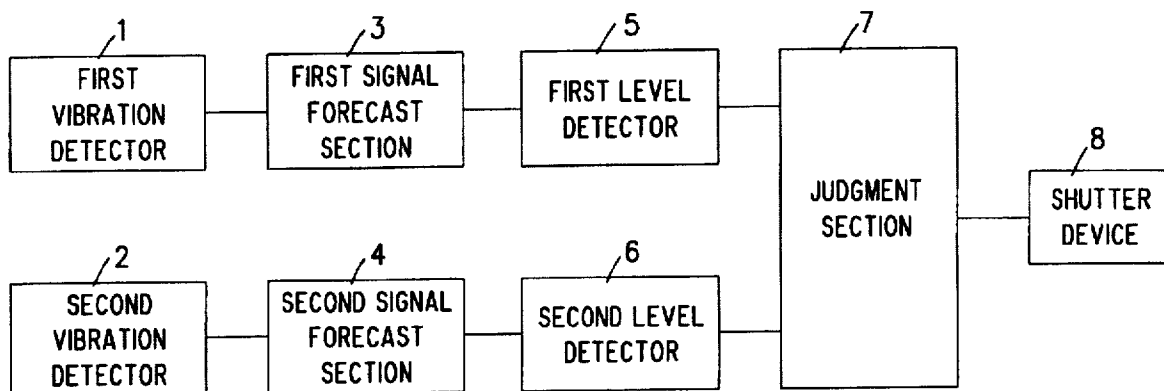 1
FIRST
VIBRATION
DETECTOR
3
FIRST SIGNAL
FORECAST
SECTION
5
FIRST LEVEL
DETECTOR
7
JUDGMENT
SECTION
8
SHUTTER
DEVICE
2
SECOND
VIBRATION
DETECTOR
4
SECOND SIGNAL
FORECAST
SECTION
6
SECOND LEVEL
DETECTOR